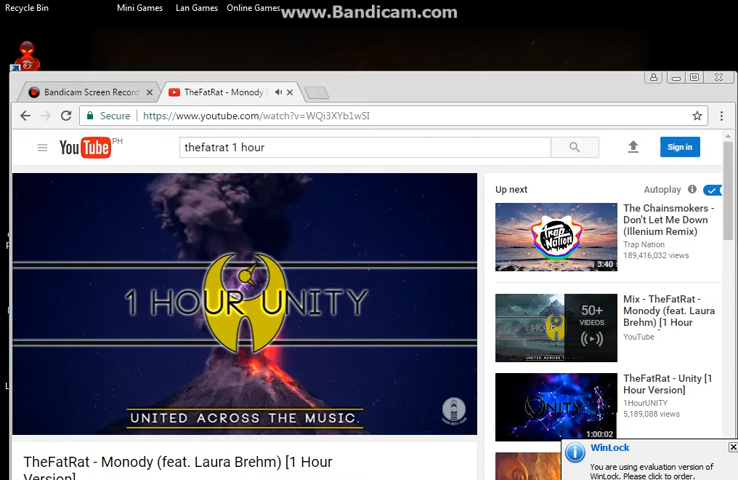 www.Bandicam.com
Recycle Bin
Mini Games
Lan Games
Online Games
Bandicam Screen Record
TheFatRat - Monody (
Secure
https://www.youtube.com/watch?v=WQi3XYb1wSI
YouTube PH
thefatrat 1 hour
Sign in
1 HOUR UNITY
UNITED ACROSS THE MUSIC.
TheFatRat - Monody (feat. Laura Brehm) [1 Hour
Version]
Up next
Autoplay
3:40
The Chainsmokers -
Don't Let Me Down
(Illenium Remix)
Trap Nation
189,416,032 views
50+
VIDEOS
Mix - TheFatRat -
Monody (feat. Laura
Brehm) [1 Hour
YouTube
UNITY
1:00:02
TheFatRat - Unity [1
Hour Version]
1HourUNITY
5,189,088 views
WinLock
You are using evaluation version of
WinLock. Please click to order.